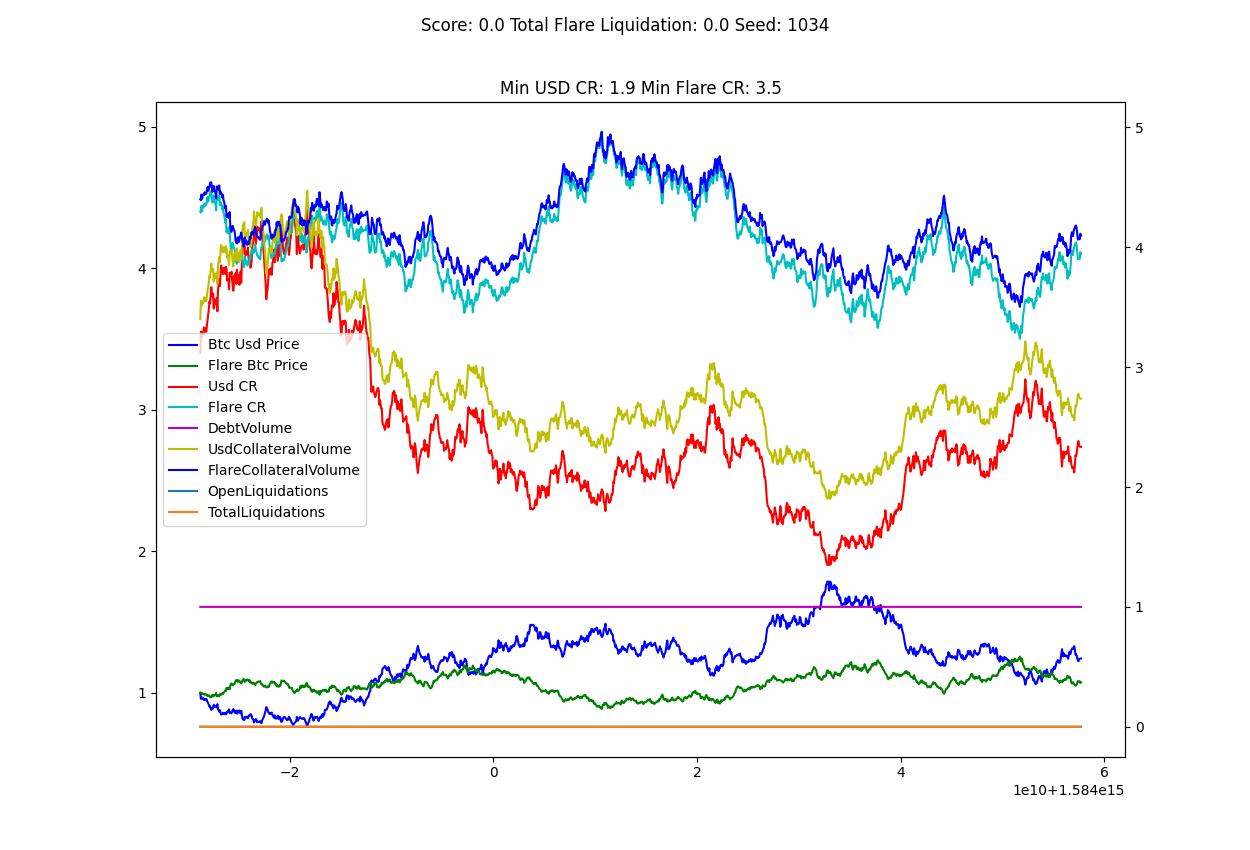 Score: 0.0 Total Flare Liquidation: 0.0 Seed: 1034
Min USD CR: 1.9 Min Flare CR: 3.5
5
4
3
2
1
5
4
3
2
1
0
Btc Usd Price
Flare Btc Price
Usd CR
Flare CR
DebtVolume
UsdCollateralVolume
FlareCollateralVolume
OpenLiquidations
TotalLiquidations
−2
0
2
4
6
1e10+1.584e15